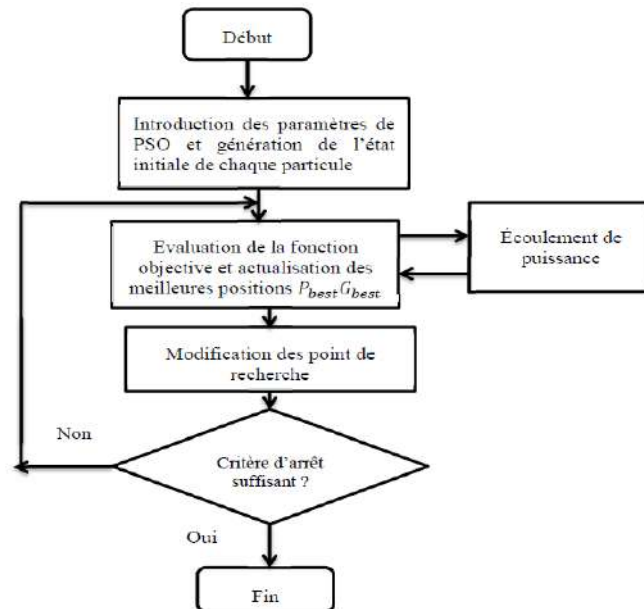 Début
Introduction des paramètres de
PSO et génération de l'état
initiale de chaque particule
Evaluation de la fonction
objective et actualisation des
meilleures positions P_best G_best
Écoulement de
puissance
Modification des point de
recherche
Non
Critère d'arrêt
suffisant ?
Oui
Fin